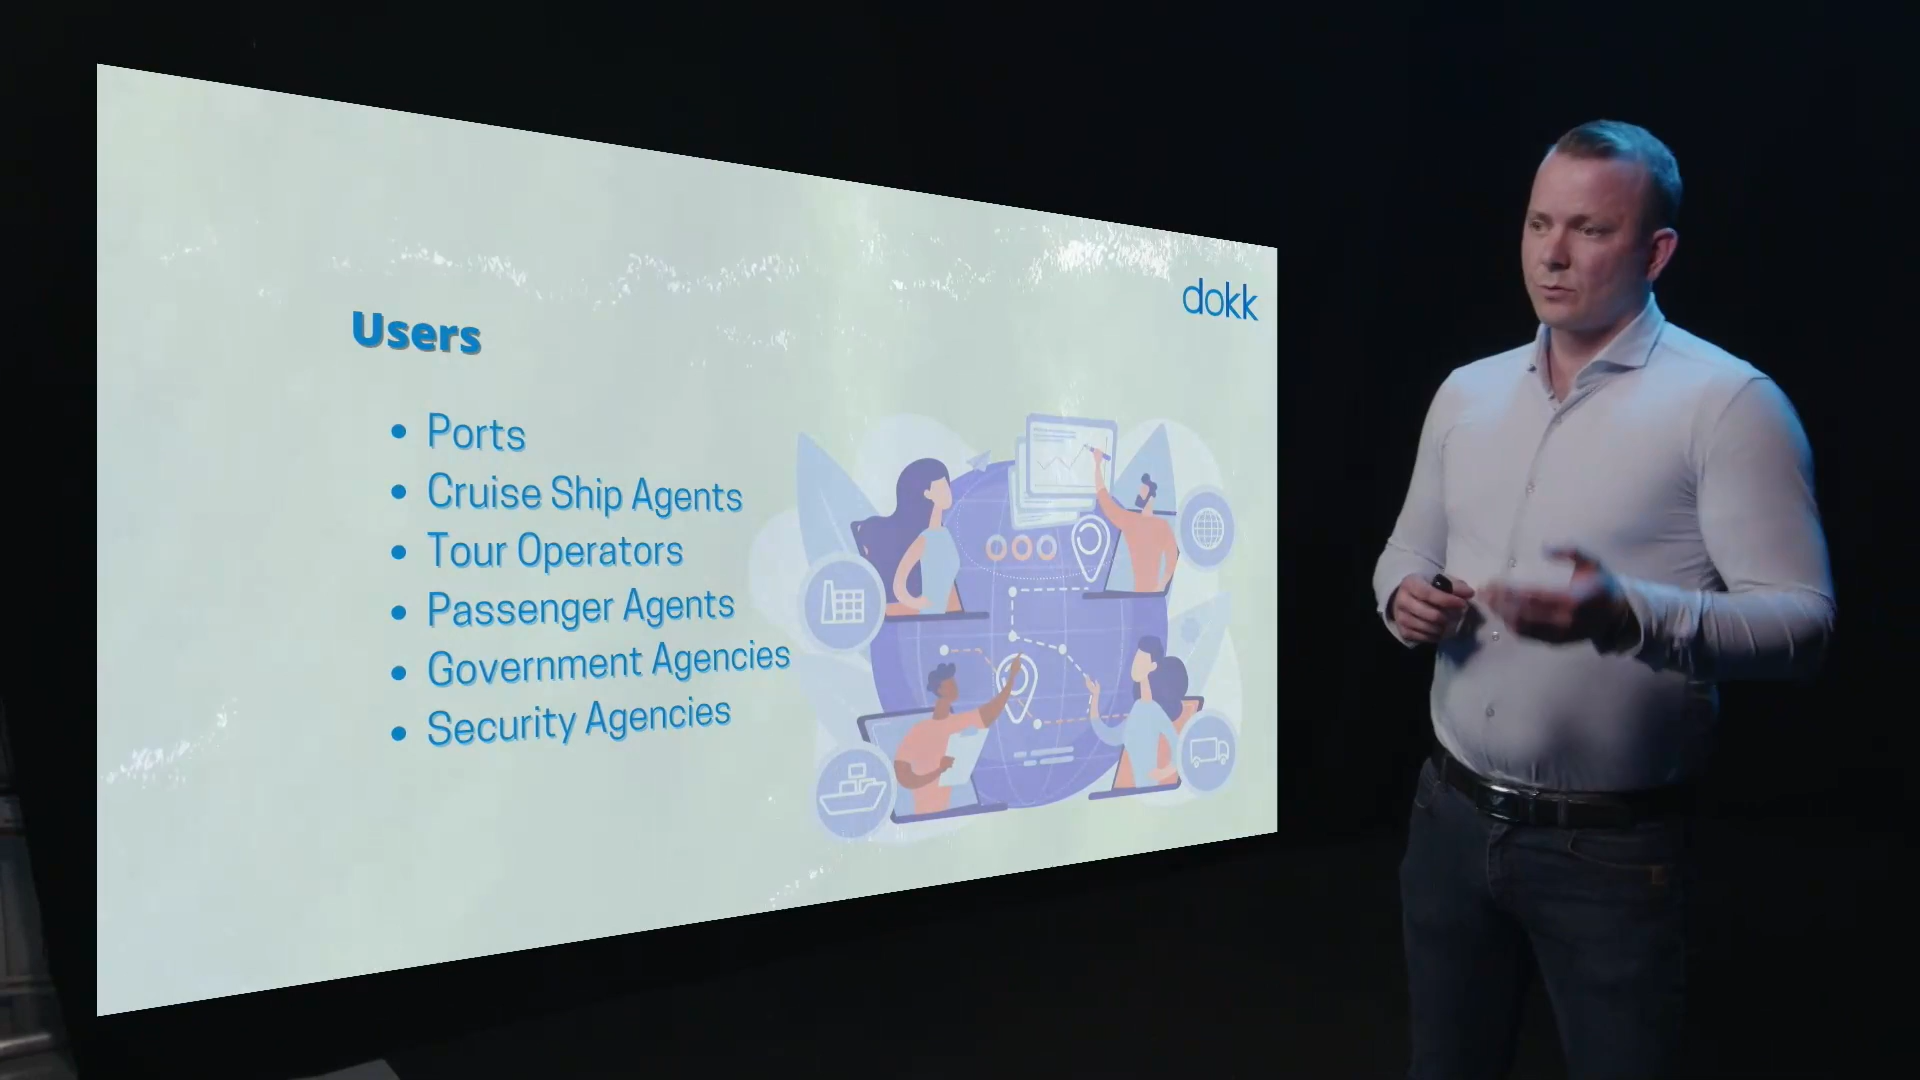 dokk
Users
Ports
Cruise Ship Agents
Tour Operators
Passenger Agents
Government Agencies
Security Agencies